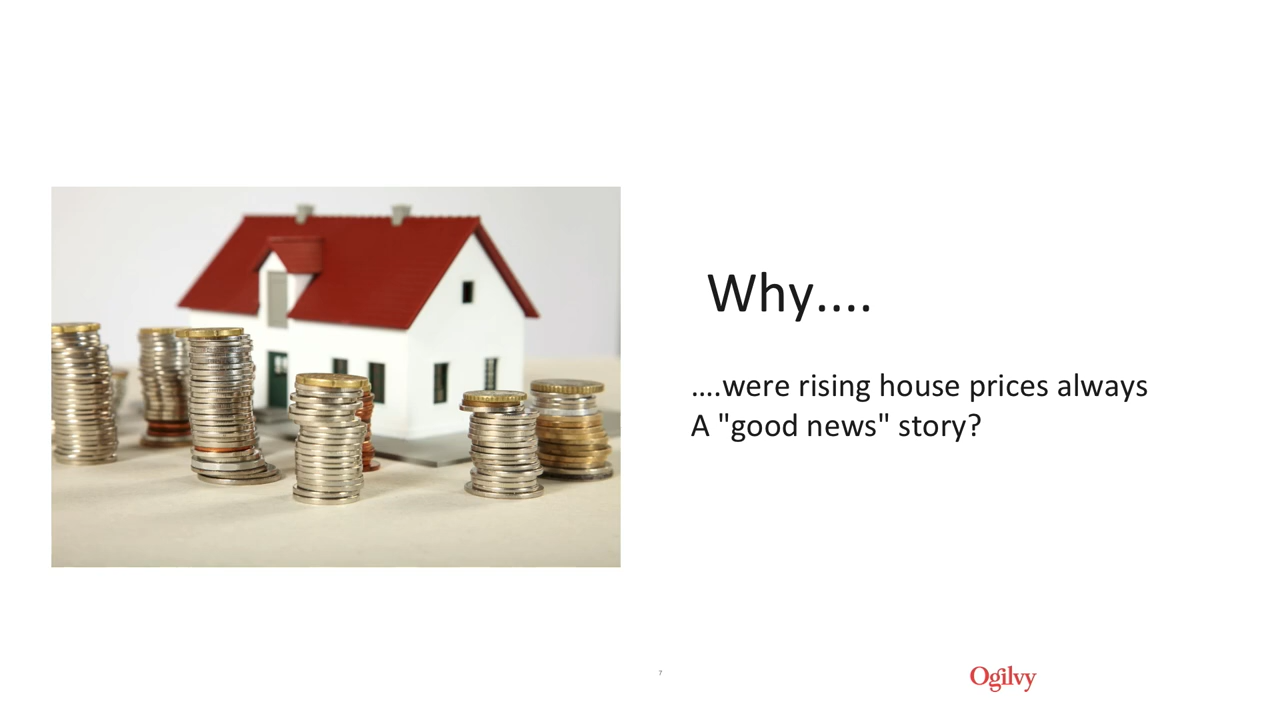 Why....
....were rising house prices always
A "good news" story?
7
Ogilvy